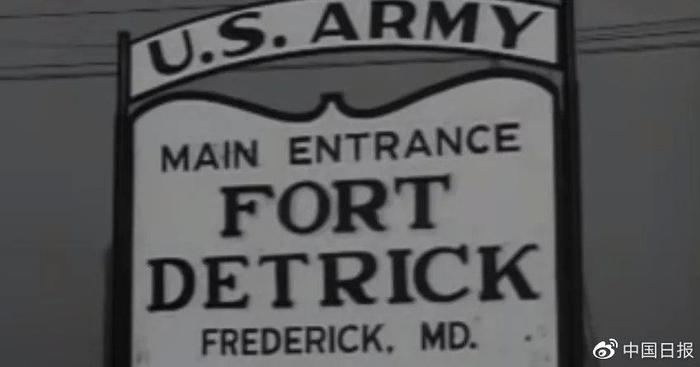 U.S. ARMY
MAIN ENTRANCE
FORT
DETRICK
FREDERICK, MD.
中国日报